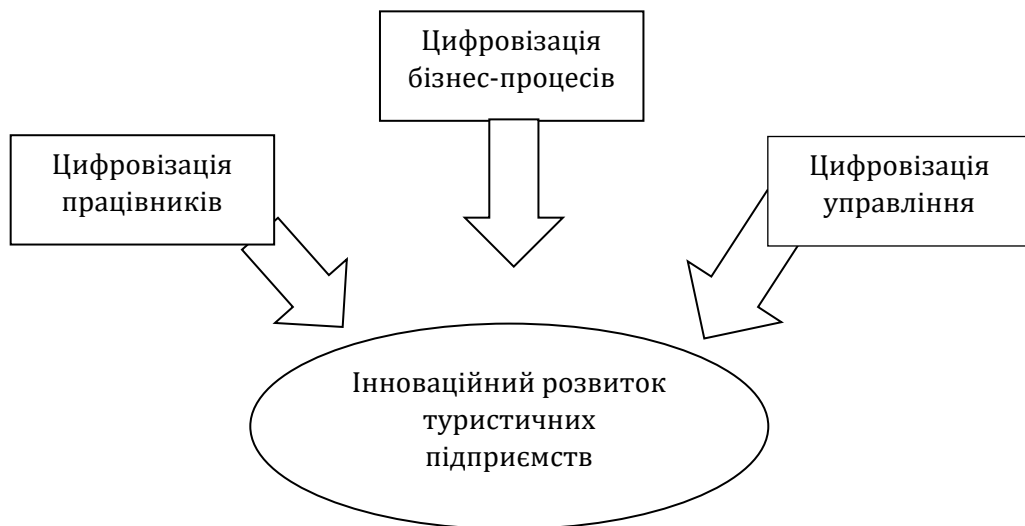 Цифровізація
бізнес-процесів
Цифровізація
працівників
Цифровізація
управління
Інноваційний розвиток
туристичних
підприємств